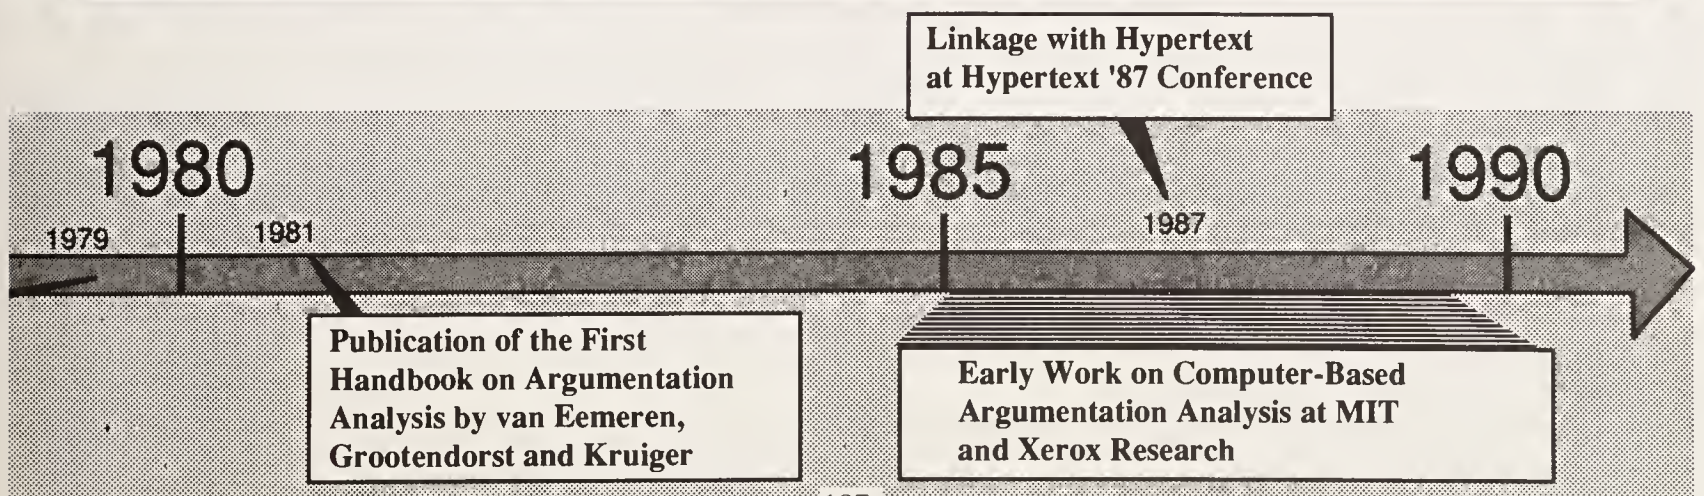 Linkage with Hypertext
at Hypertext '87 Conference
1980
1985
1990
1979
1981
1987
Publication of the First
Handbook on Argumentation
Analysis by van Eemeren,
Grootendorst and Kruiger
Early Work on Computer-Based
Argumentation Analysis at MIT
and Xerox Research